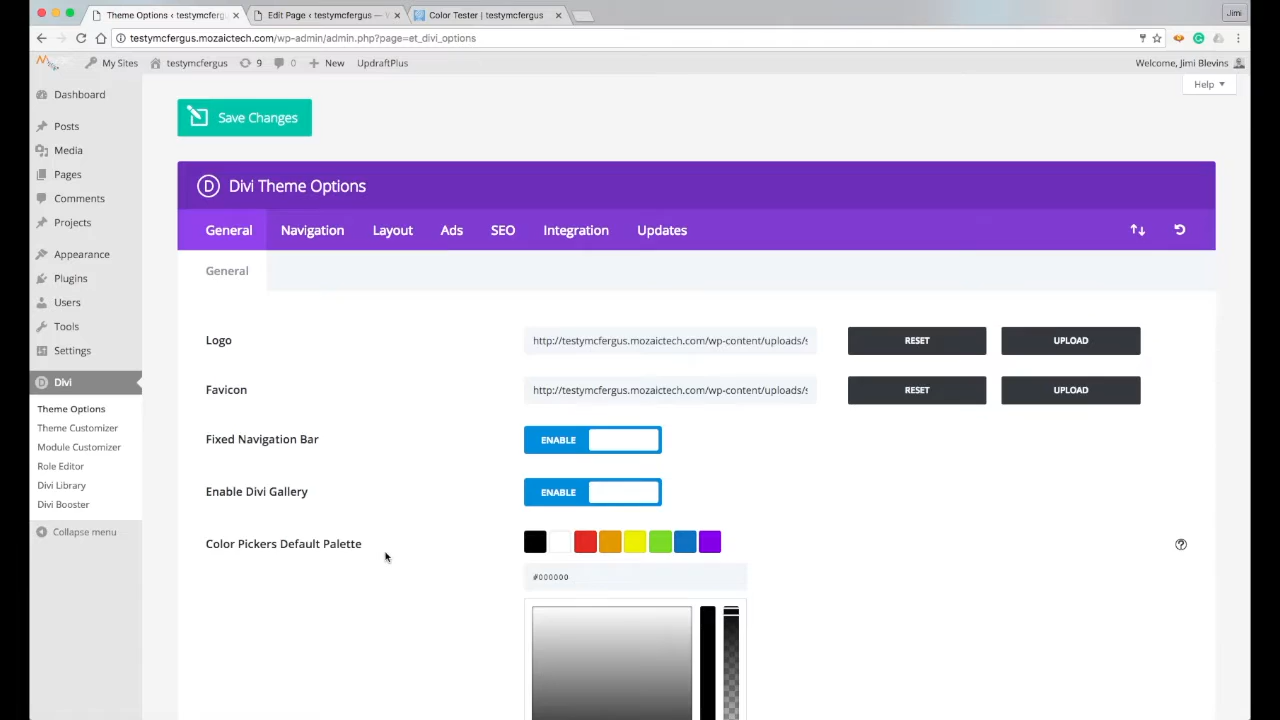 Theme Options ‹ testymcfergu
Edit Page ‹ testymcfergus —
Color Tester | testymcfergus
Jimi
testymcfergus.mozaictech.com/wp-admin/admin.php?page=et_divi_options
My Sites
testymcfergus
9
0
New
UpdraftPlus
Welcome, Jimi Blevins
Help
Dashboard
Posts
Media
Pages
Comments
Projects
Appearance
Plugins
Users
Tools
Settings
Divi
Theme Options
Theme Customizer
Module Customizer
Role Editor
Divi Library
Divi Booster
Collapse menu
Save Changes
D Divi Theme Options
General Navigation Layout Ads SEO Integration Updates
General
Logo http://testymcfergus.mozaictech.com/wp-content/uploads/s RESET UPLOAD
Favicon http://testymcfergus.mozaictech.com/wp-content/uploads/s RESET UPLOAD
Fixed Navigation Bar ENABLE
Enable Divi Gallery ENABLE
Color Pickers Default Palette
#000000